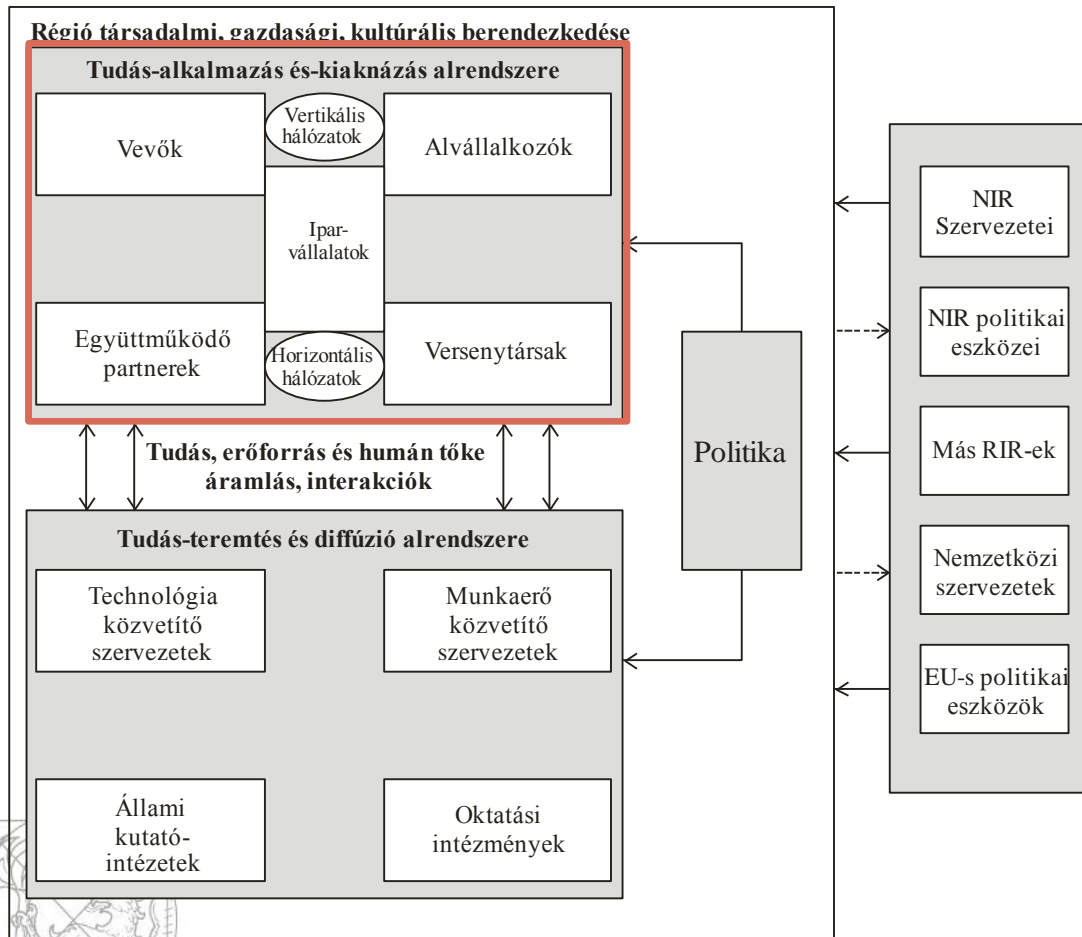 Régió társadalmi, gazdasági, kultúrális berendezkedése
Tudás-alkalmazás és-kiaknázás alrendszere
Vevők
Vertikális
hálózatok
Alvállalkozók
Ipar-
vállalatok
Együttműködő
partnerek
Horizontális
hálózatok
Versenytársak
Tudás, erőforrás és humán tőke
áramlás, interakciók
Tudás-teremtés és diffúzió alrendszere
Technológia
közvetítő
szervezetek
Munkaerő
közvetítő
szervezetek
Állami
kutató-
intézetek
Oktatási
intézmények
Politika
NIR
Szervezetei
NIR politikai
eszközei
Más RIR-ek
Nemzetközi
szervezetek
EU-s politikai
eszközök